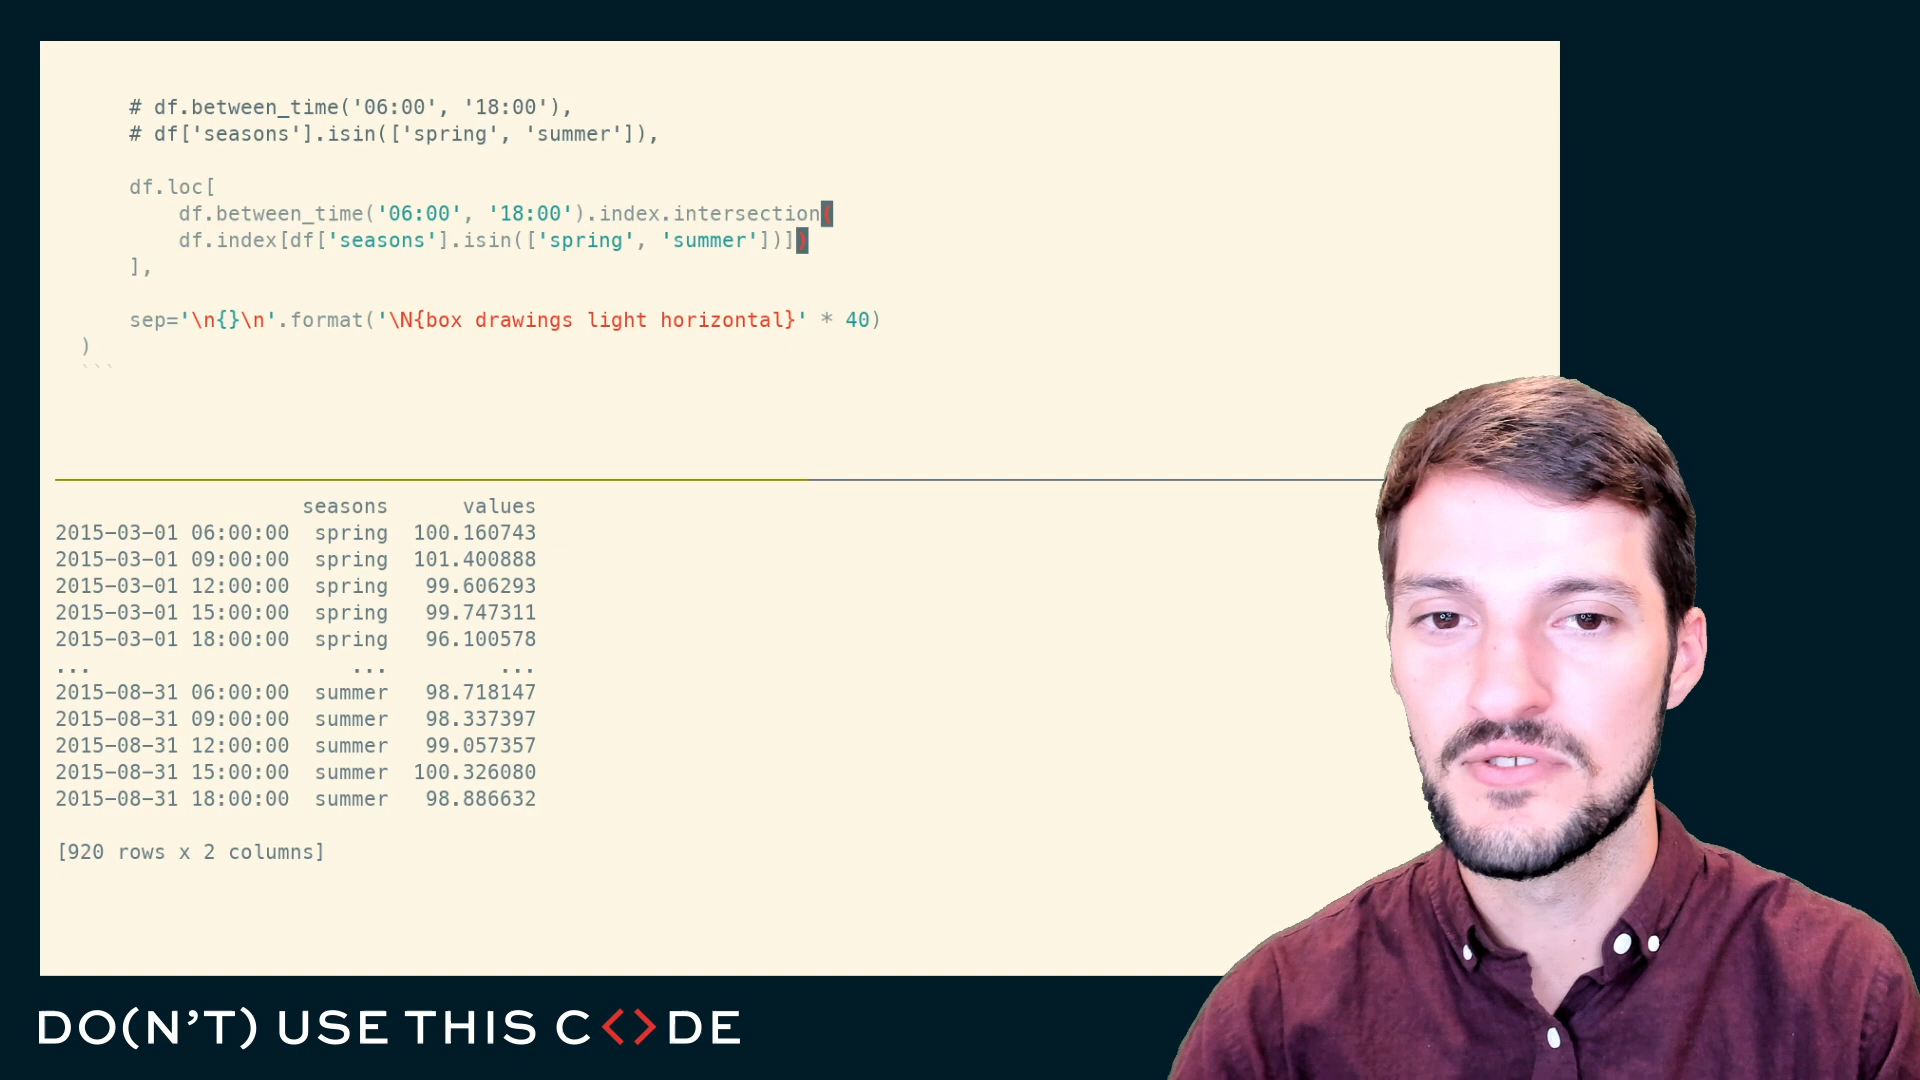 # df.between_time('06:00', '18:00'),
# df['seasons'].isin(['spring', 'summer']),
df.loc[
df.between_time('06:00', '18:00').index.intersection(
df.index[df['seasons'].isin(['spring', 'summer'])])
],
sep='\n{}\n'.format('\N{box drawings light horizontal}' * 40)
)
```
seasons values
2015-03-01 06:00:00 spring 100.160743
2015-03-01 09:00:00 spring 101.400888
2015-03-01 12:00:00 spring 99.606293
2015-03-01 15:00:00 spring 99.747311
2015-03-01 18:00:00 spring 96.100578
... ... ...
2015-08-31 06:00:00 summer 98.718147
2015-08-31 09:00:00 summer 98.337397
2015-08-31 12:00:00 summer 99.057357
2015-08-31 15:00:00 summer 100.326080
2015-08-31 18:00:00 summer 98.886632
[920 rows x 2 columns]
DO(N'T) USE THIS C<>DE